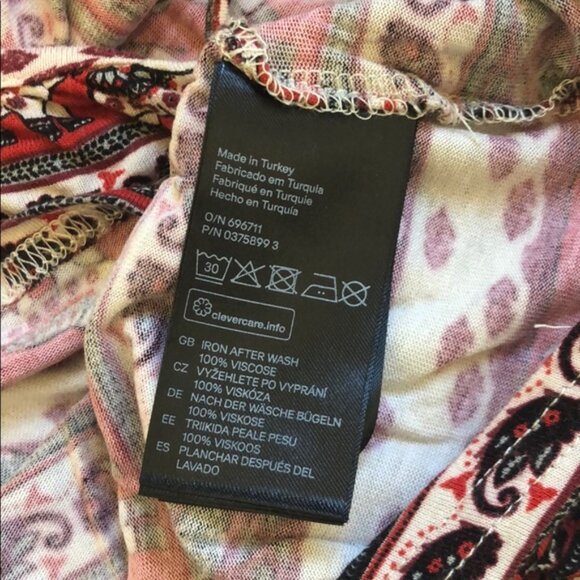 Made in Turkey
Fabricado em Turquia
Fabriqué en Turquie
Hecho en Turquía
O/N 696711
P/N 0375899 3
30
clevercare.info
GB IRON AFTER WASH
100% VISCOSE
CZ VYŽEHLETE PO VYPRÁNÍ
100% VISKÓZA
DE NACH DER WÄSCHE BÜGELN
100% VISKOSE
EE TRIIKIDA PEALE PESU
100% VISKOOS
ES PLANCHAR DESPUÉS DEL
LAVADO